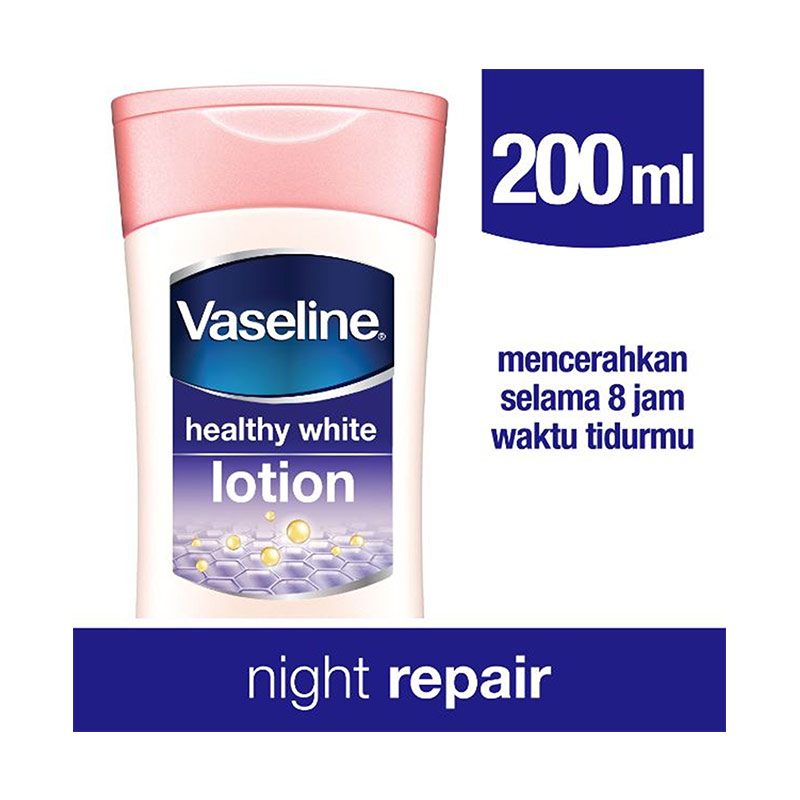 200 ml
Vaseline®
healthy white
lotion
mencerahkan
selama 8 jam
waktu tidurmu
night repair